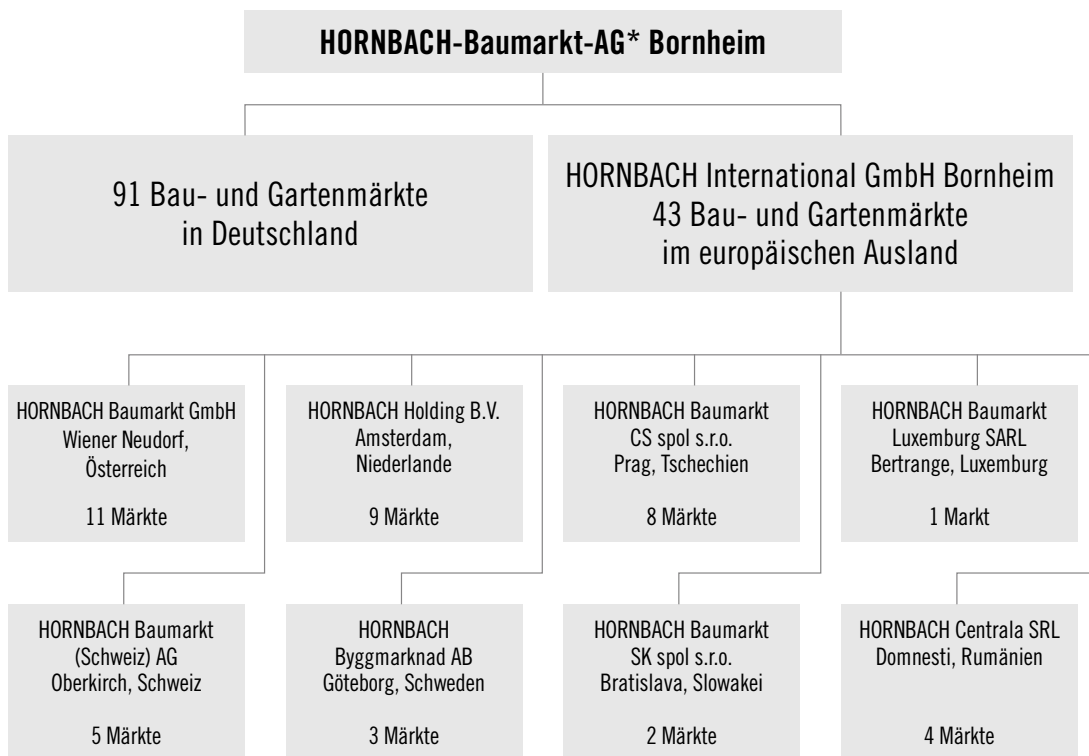 HORNBACH-Baumarkt-AG* Bornheim
91 Bau- und Gartenmärkte
in Deutschland
HORNBACH International GmbH Bornheim
43 Bau- und Gartenmärkte
im europäischen Ausland
HORNBACH Baumarkt GmbH
Wiener Neudorf,
Österreich
11 Märkte
HORNBACH Holding B.V.
Amsterdam,
Niederlande
9 Märkte
HORNBACH Baumarkt
CS spol s.r.o.
Prag, Tschechien
8 Märkte
HORNBACH Baumarkt
Luxemburg SARL
Bertrange, Luxemburg
1 Markt
HORNBACH Baumarkt
(Schweiz) AG
Oberkirch, Schweiz
5 Märkte
HORNBACH
Byggmarknad AB
Göteborg, Schweden
3 Märkte
HORNBACH Baumarkt
SK spol s.r.o.
Bratislava, Slowakei
2 Märkte
HORNBACH Centrala SRL
Domnesti, Rumänien
4 Märkte